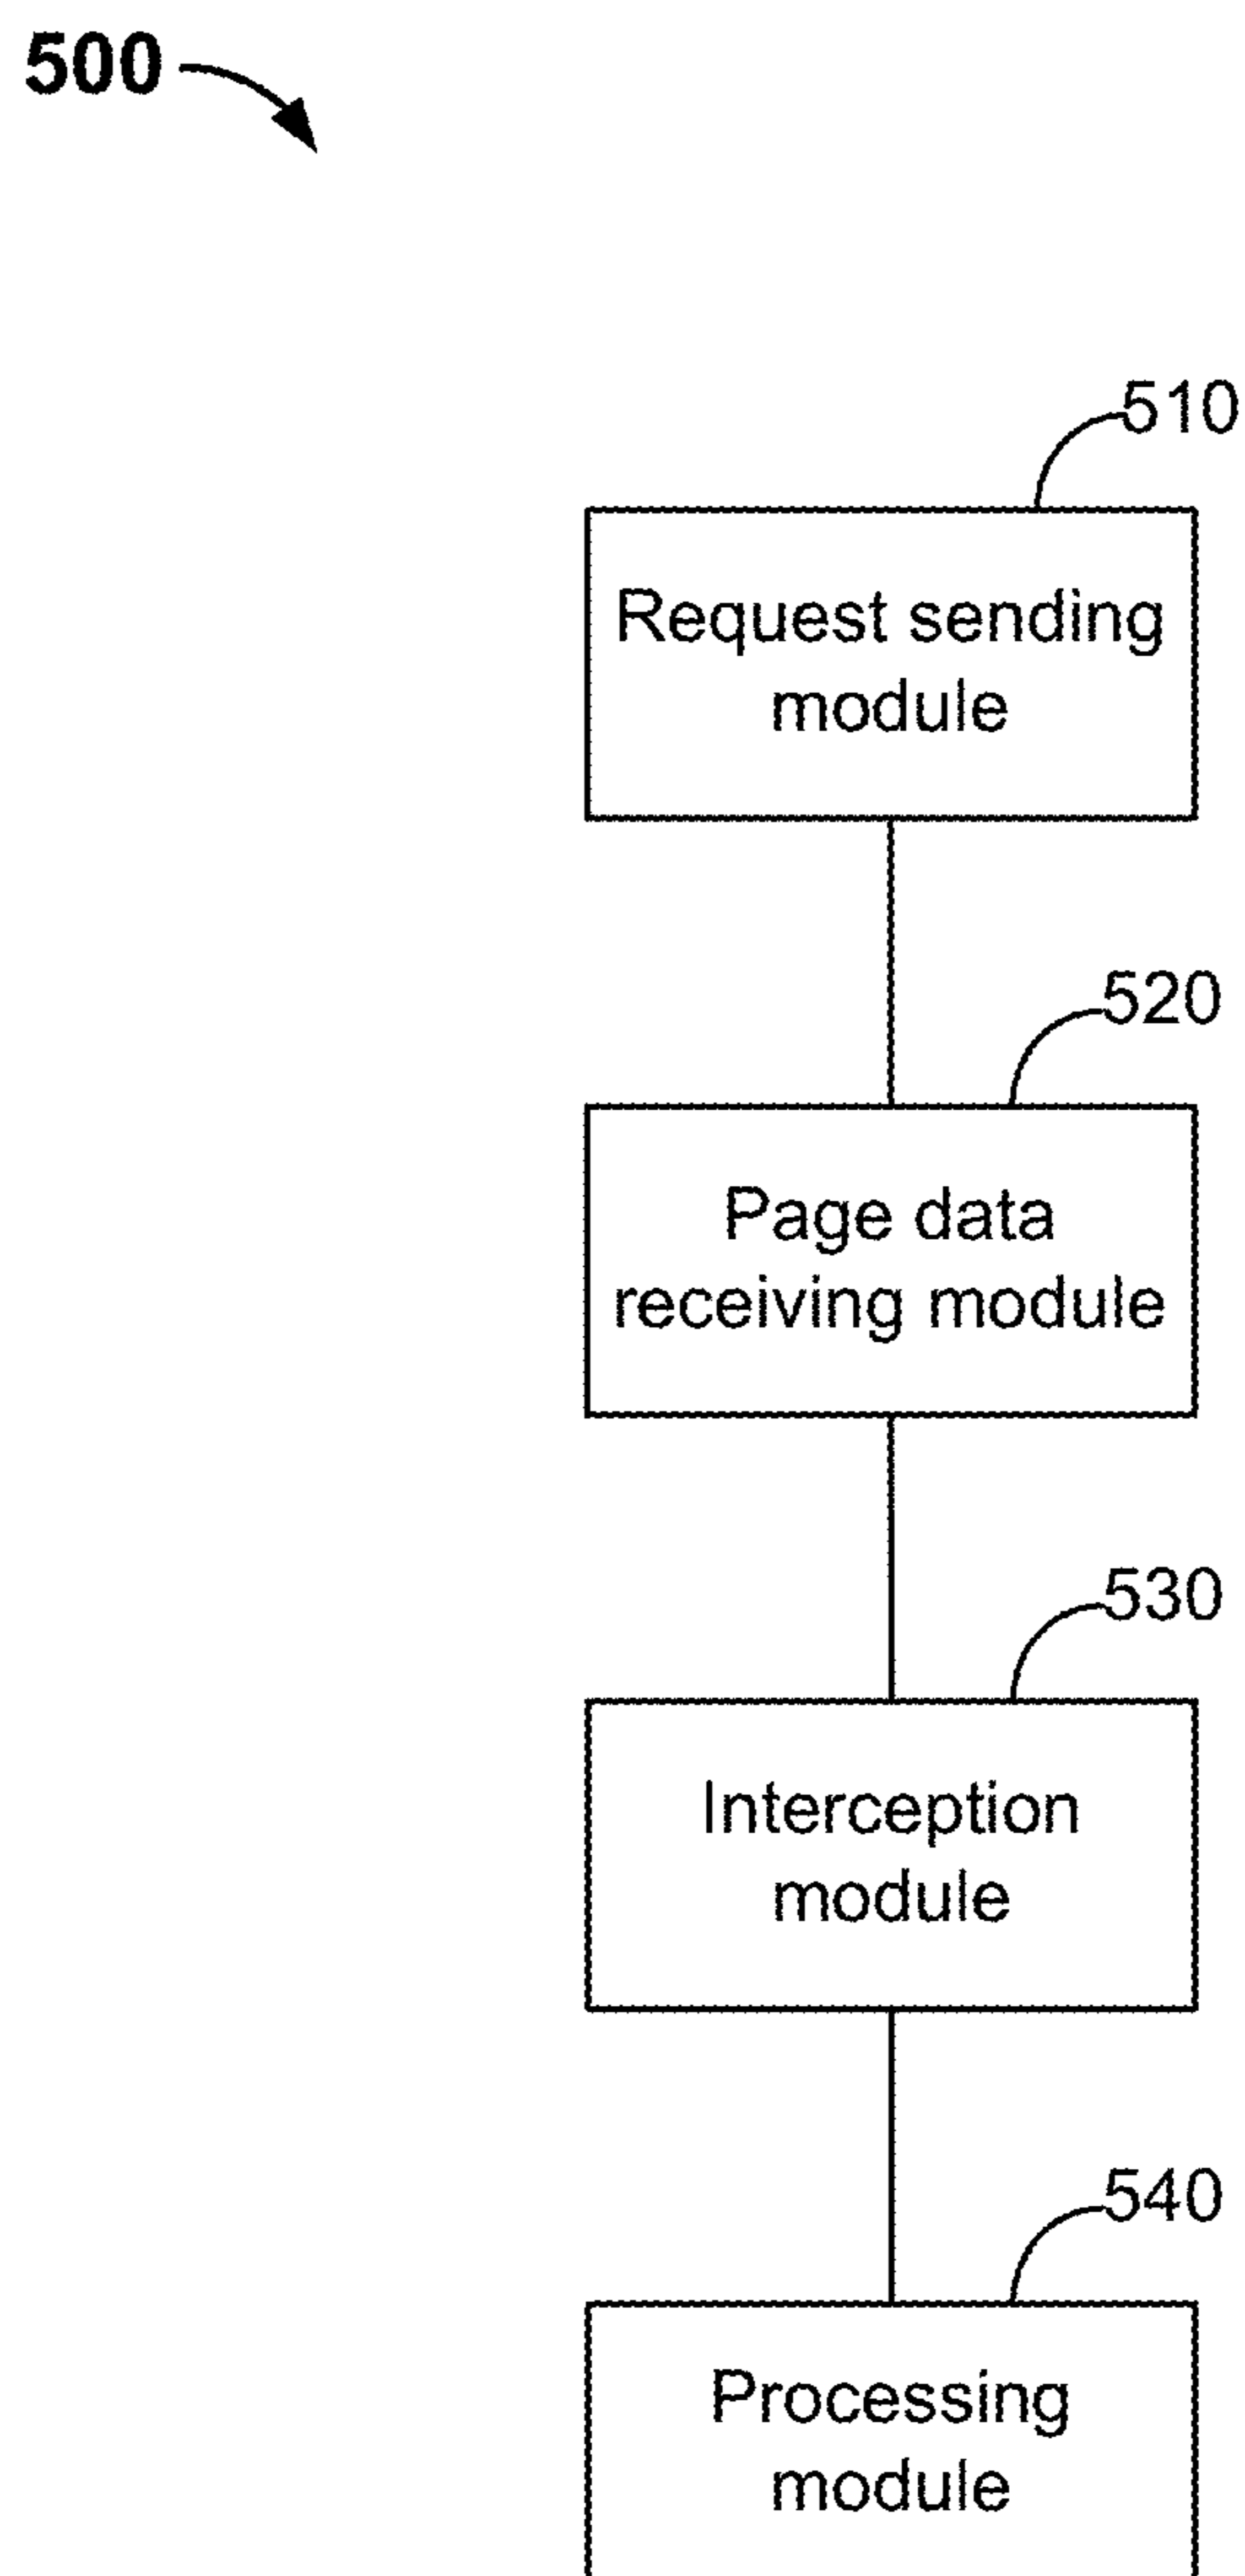 500
510
Request sending
module
520
Page data
receiving module
530
Interception
module
540
Processing
module